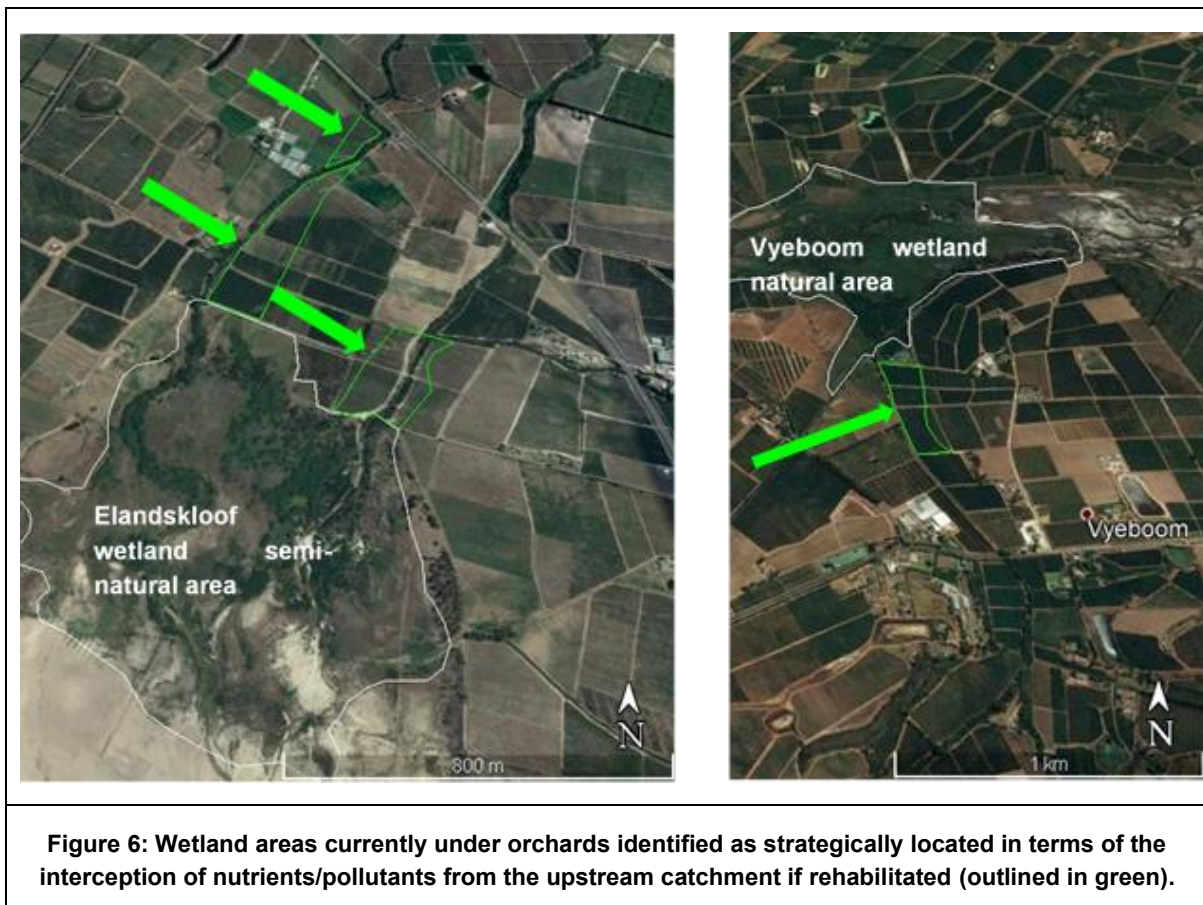 Elandskloof
wetland semi-
natural area
N
800 m
Vyeboom wetland
natural area
Vyeboom
N
1 km
Figure 6: Wetland areas currently under orchards identified as strategically located in terms of the
interception of nutrients/pollutants from the upstream catchment if rehabilitated (outlined in green).